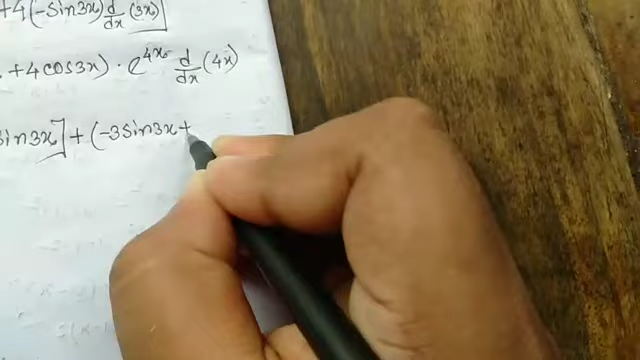 +4(-sin3x) d/dx (3x)]
+4cos3x) · e^4x d/dx (4x)
sin3x] + (-3sin3x+